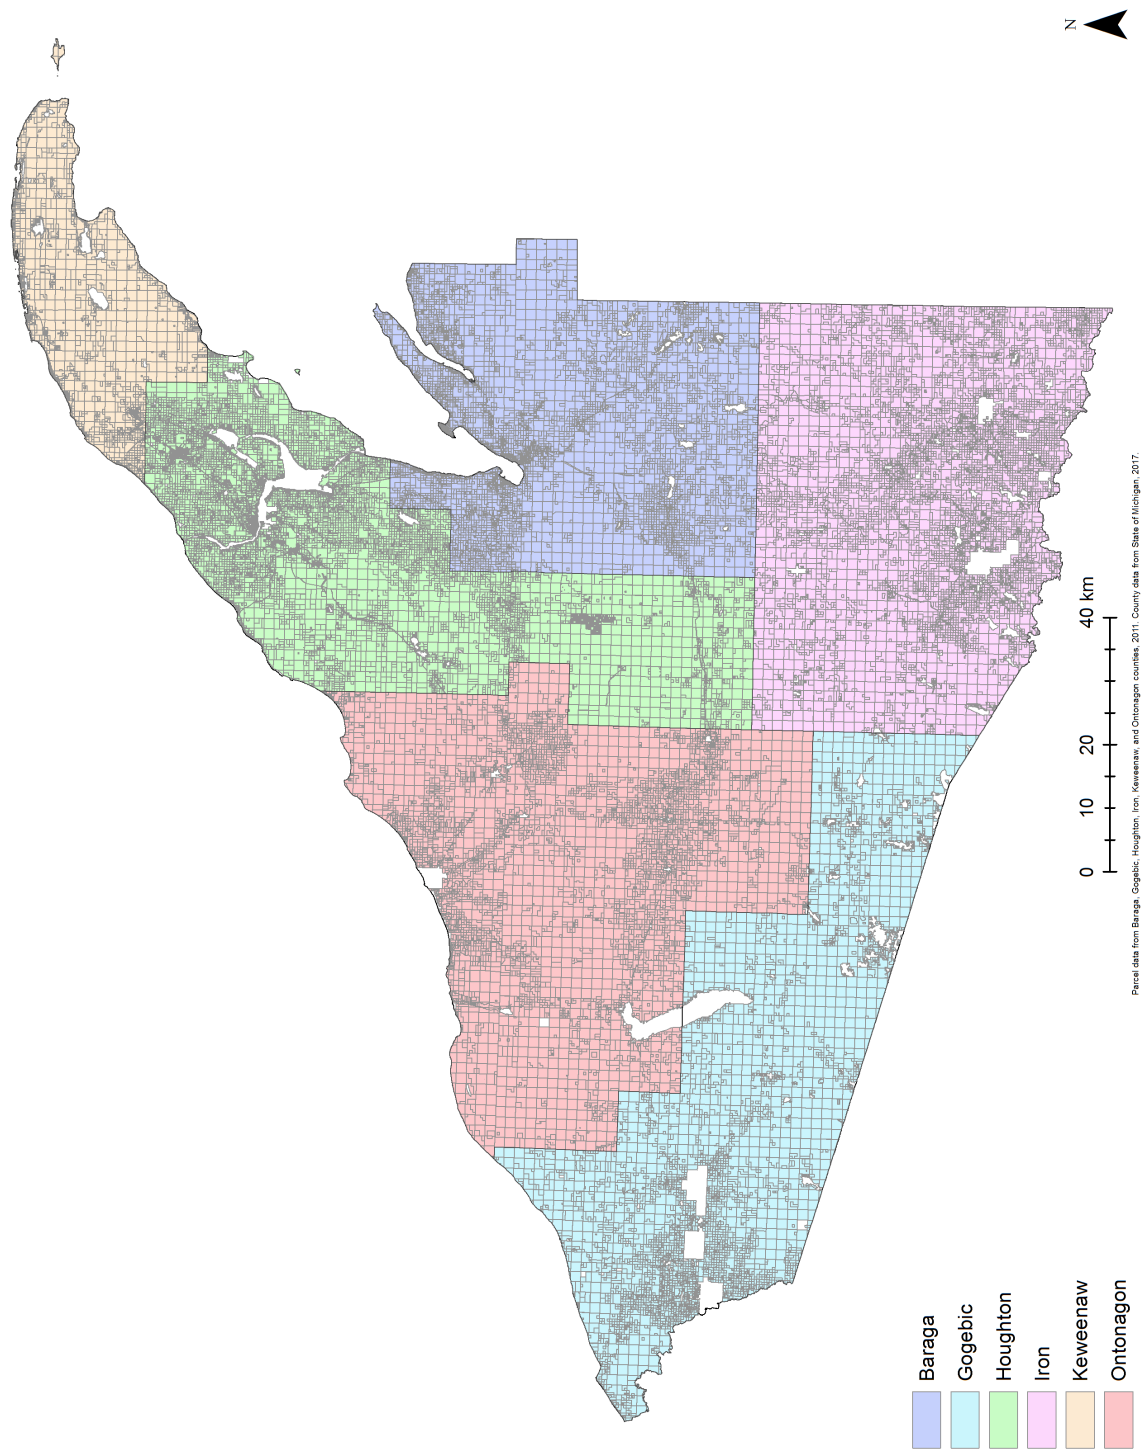 N
Baraga
Gogebic
Houghton
Iron
Keweenaw
Ontonagon
0 10 20 40 km
Parcel data from Baraga, Gogebic, Houghton, Iron, Keweenaw, and Ontonagon counties, 2011. County data from State of Michigan, 2017.